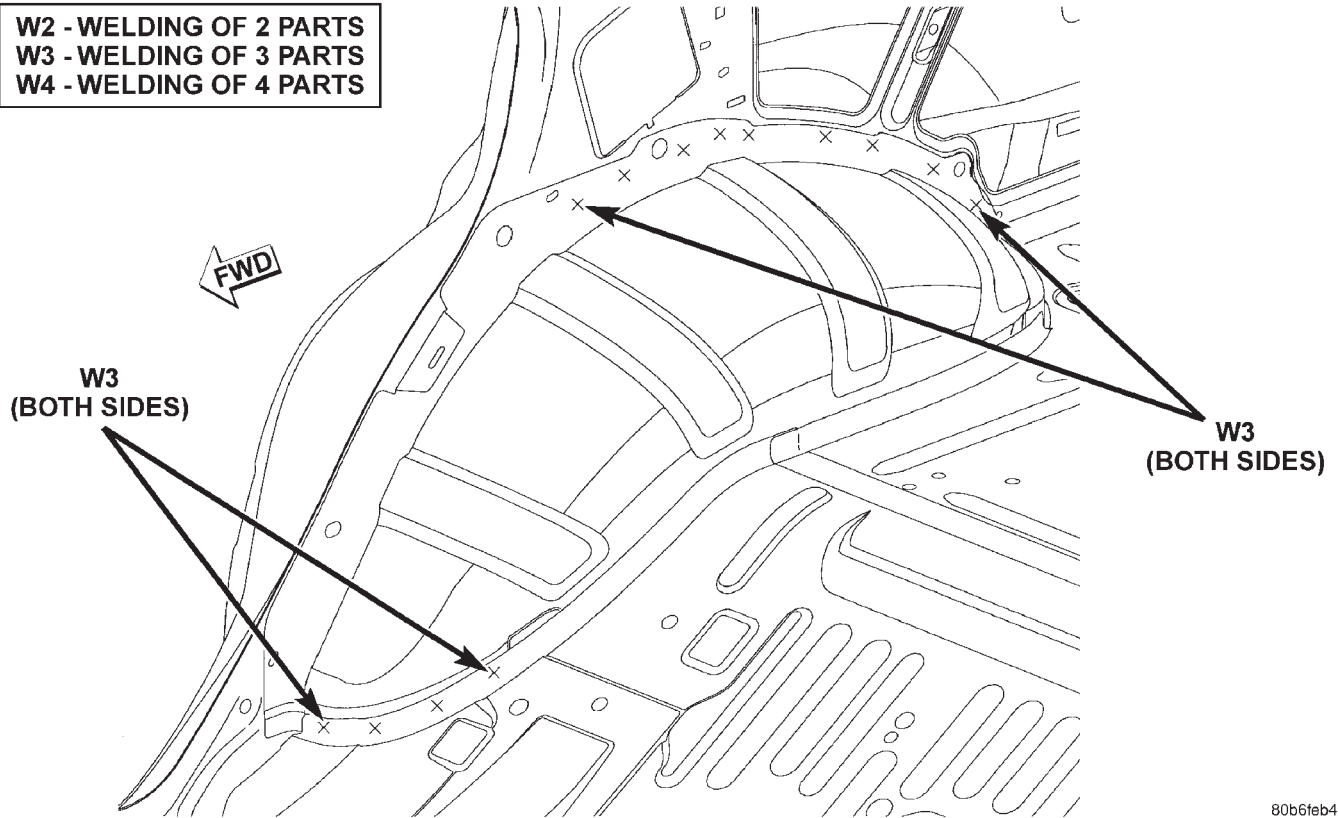 W2 - WELDING OF 2 PARTS
W3 - WELDING OF 3 PARTS
W4 - WELDING OF 4 PARTS
FWD
W3
(BOTH SIDES)
W3
(BOTH SIDES)
80b6feb4